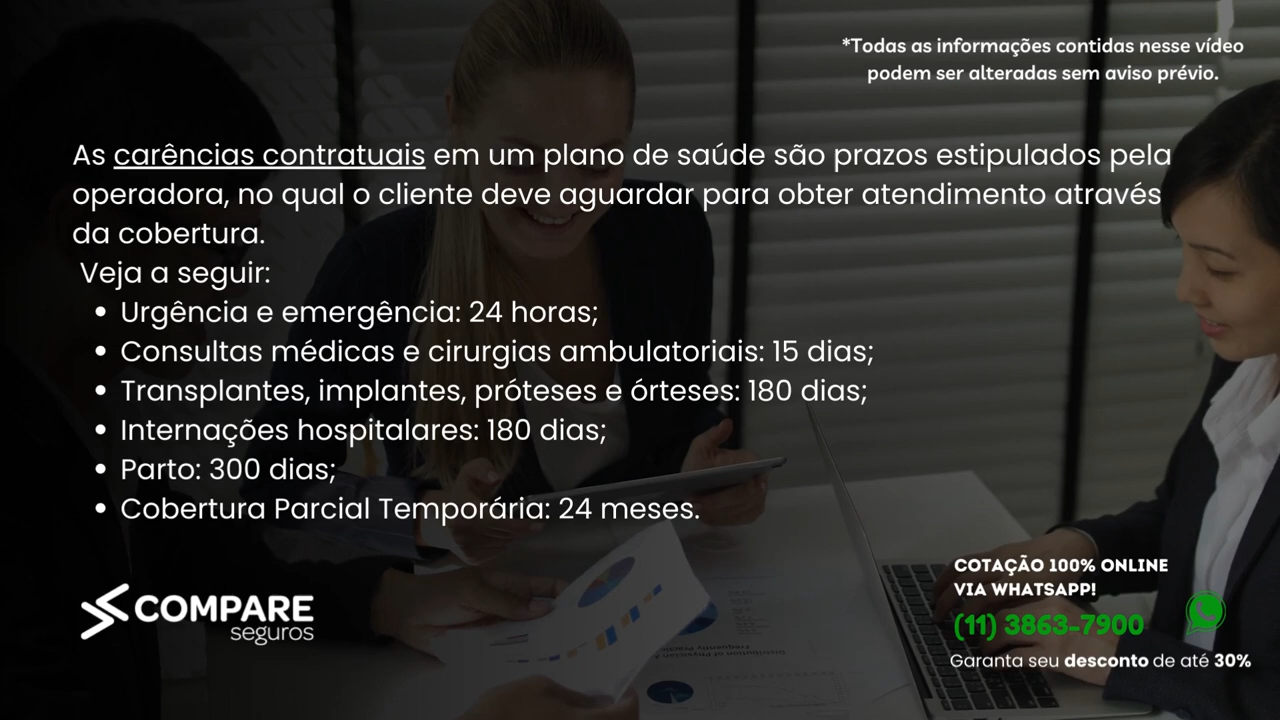 *Todas as informações contidas nesse vídeo
podem ser alteradas sem aviso prévio.
As carências contratuais em um plano de saúde são prazos estipulados pela
operadora, no qual o cliente deve aguardar para obter atendimento através
da cobertura.
Veja a seguir:
• Urgência e emergência: 24 horas;
• Consultas médicas e cirurgias ambulatoriais: 15 dias;
• Transplantes, implantes, próteses e órteses: 180 dias;
• Internações hospitalares: 180 dias;
• Parto: 300 dias;
• Cobertura Parcial Temporária: 24 meses.
COMPARE
seguros
COTAÇÃO 100% ONLINE
VIA WHATSAPP!
(11) 3863-7900
Garanta seu desconto de até 30%